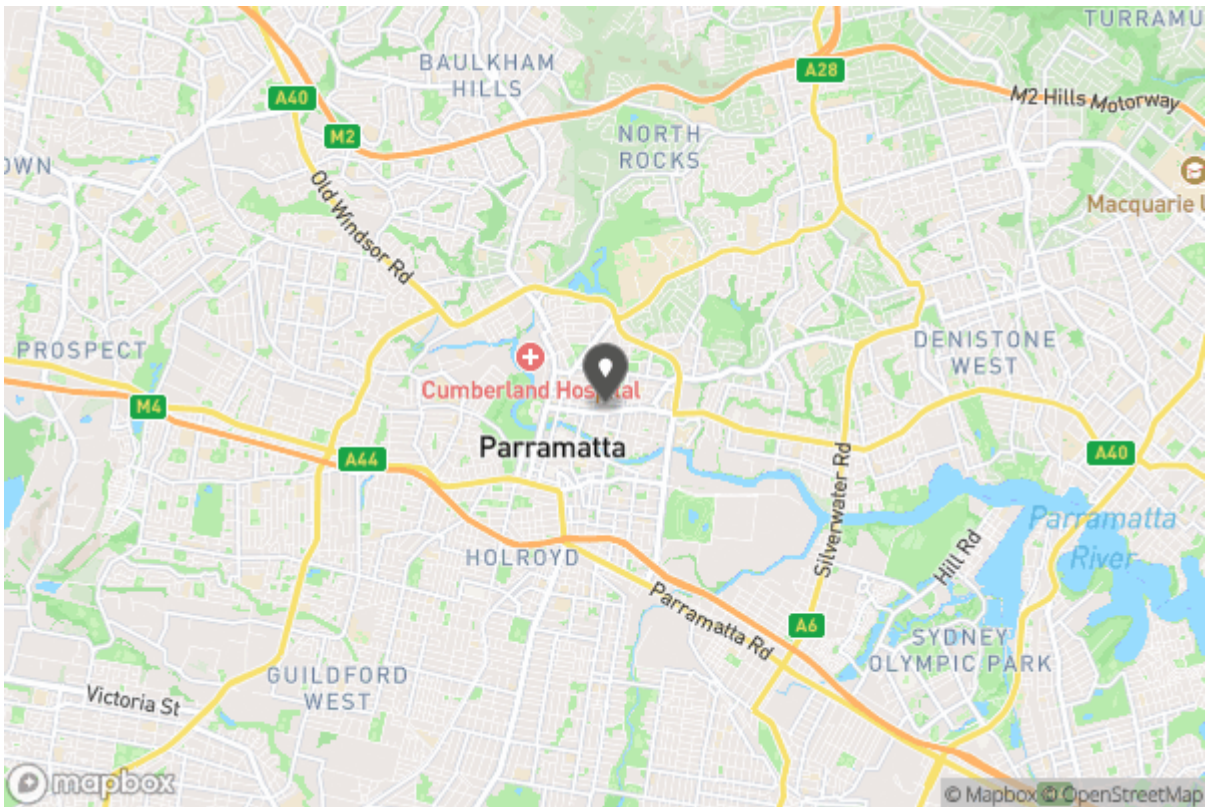 TURRAMU
BAULKHAM
HILLS
A28
A40
M2 Hills Motorway
M2
NORTH
ROCKS
OWN
Macquarie U
Old Windsor Rd
PROSPECT
DENISTONE
WEST
Cumberland Hospital
M4
Parramatta
A44
A40
Silverwater Rd
Parramatta
River
Hill Rd
HOLROYD
Parramatta Rd
A6
SYDNEY
OLYMPIC PARK
GUILDFORD
WEST
Victoria St
mapbox
© Mapbox © OpenStreetMap